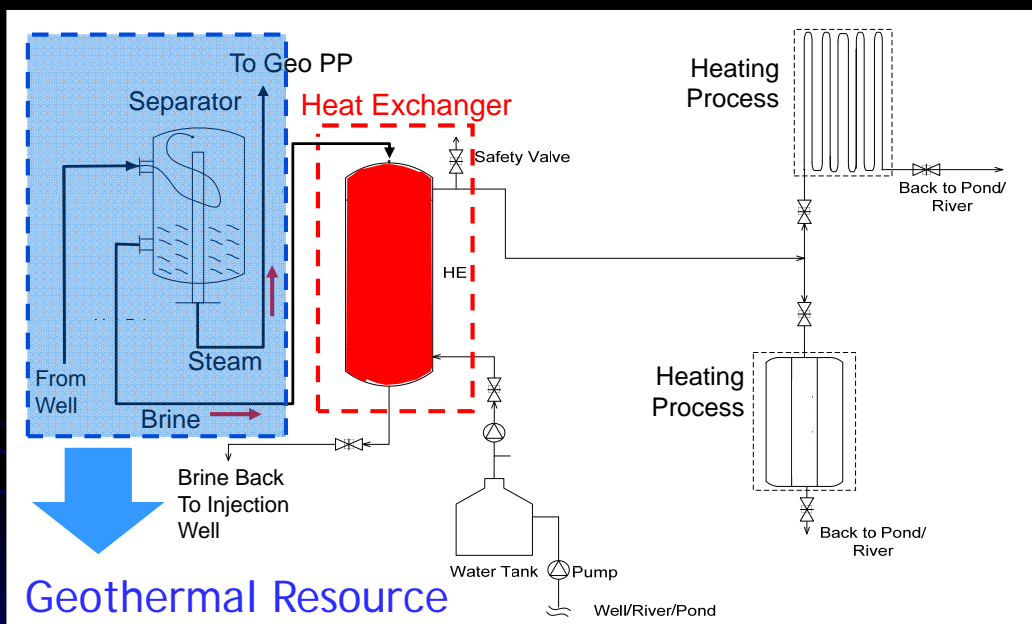 To Geo PP
Separator
Heat Exchanger
Heating
Process
Safety Valve
Back to Pond/
River
HE
Steam
From
Well
Brine
Heating
Process
Brine Back
To Injection
Well
Water Tank
Pump
Back to Pond/
River
Well/River/Pond
Geothermal Resource